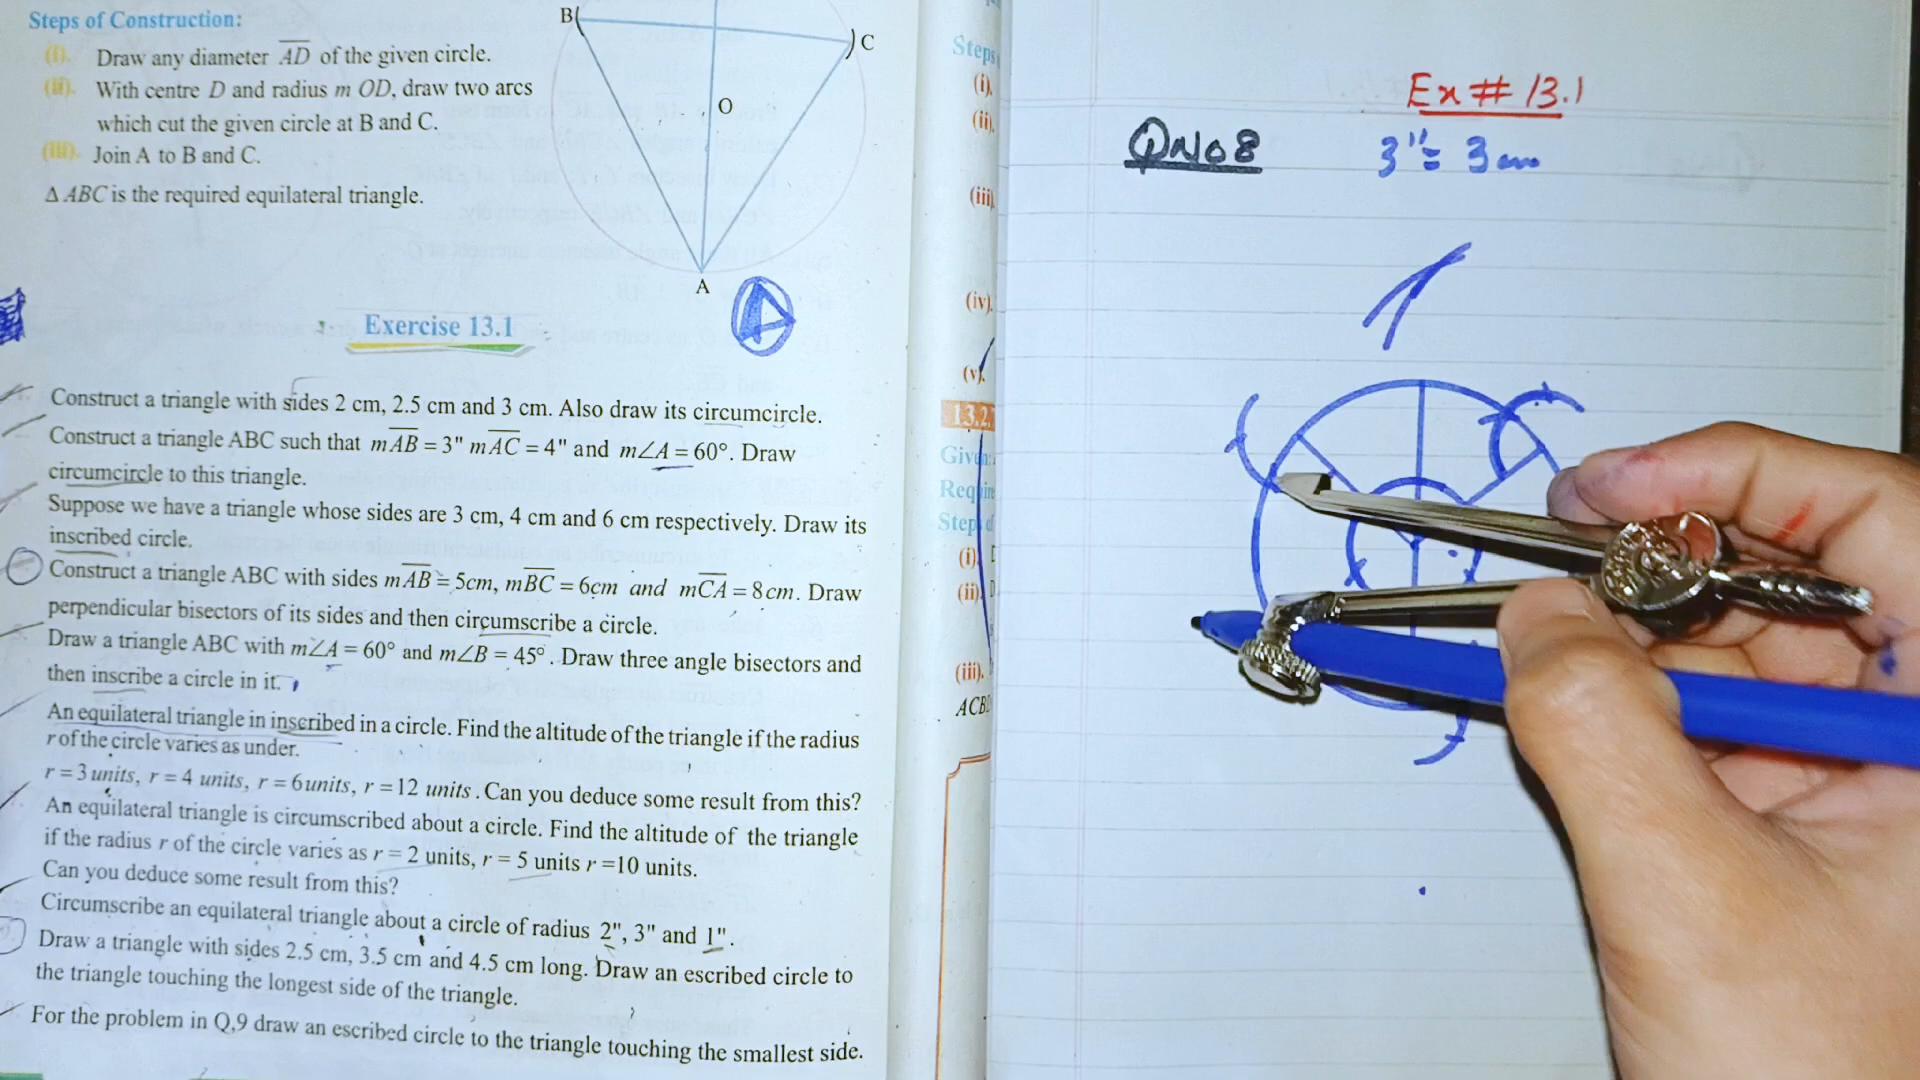 Steps of Construction:
(i). Draw any diameter AD of the given circle.
(ii). With centre D and radius m OD, draw two arcs
which cut the given circle at B and C.
(iii). Join A to B and C.
Δ ABC is the required equilateral triangle.
B
C
O
A
Exercise 13.1
Construct a triangle with sides 2 cm, 2.5 cm and 3 cm. Also draw its circumcircle.
Construct a triangle ABC such that mAB = 3" mAC = 4" and m∠A = 60°. Draw
circumcircle to this triangle.
Suppose we have a triangle whose sides are 3 cm, 4 cm and 6 cm respectively. Draw its
inscribed circle.
Construct a triangle ABC with sides mAB = 5cm, mBC = 6cm and mCA = 8cm. Draw
perpendicular bisectors of its sides and then circumscribe a circle.
Draw a triangle ABC with m∠A = 60° and m∠B = 45°. Draw three angle bisectors and
then inscribe a circle in it.
An equilateral triangle in inscribed in a circle. Find the altitude of the triangle if the radius
r of the circle varies as under.
r = 3 units, r = 4 units, r = 6units, r = 12 units. Can you deduce some result from this?
An equilateral triangle is circumscribed about a circle. Find the altitude of the triangle
if the radius r of the circle varies as r = 2 units, r = 5 units r =10 units.
Can you deduce some result from this?
Circumscribe an equilateral triangle about a circle of radius 2", 3" and 1".
Draw a triangle with sides 2.5 cm, 3.5 cm and 4.5 cm long. Draw an escribed circle to
the triangle touching the longest side of the triangle.
For the problem in Q.9 draw an escribed circle to the triangle touching the smallest side.
Steps
(i).
(ii).
(iii).
(iv).
(v).
13.2.
Given:
(i).
(ii).
(iii).
Ex # 13.1
QNo8
3" = 3 cm